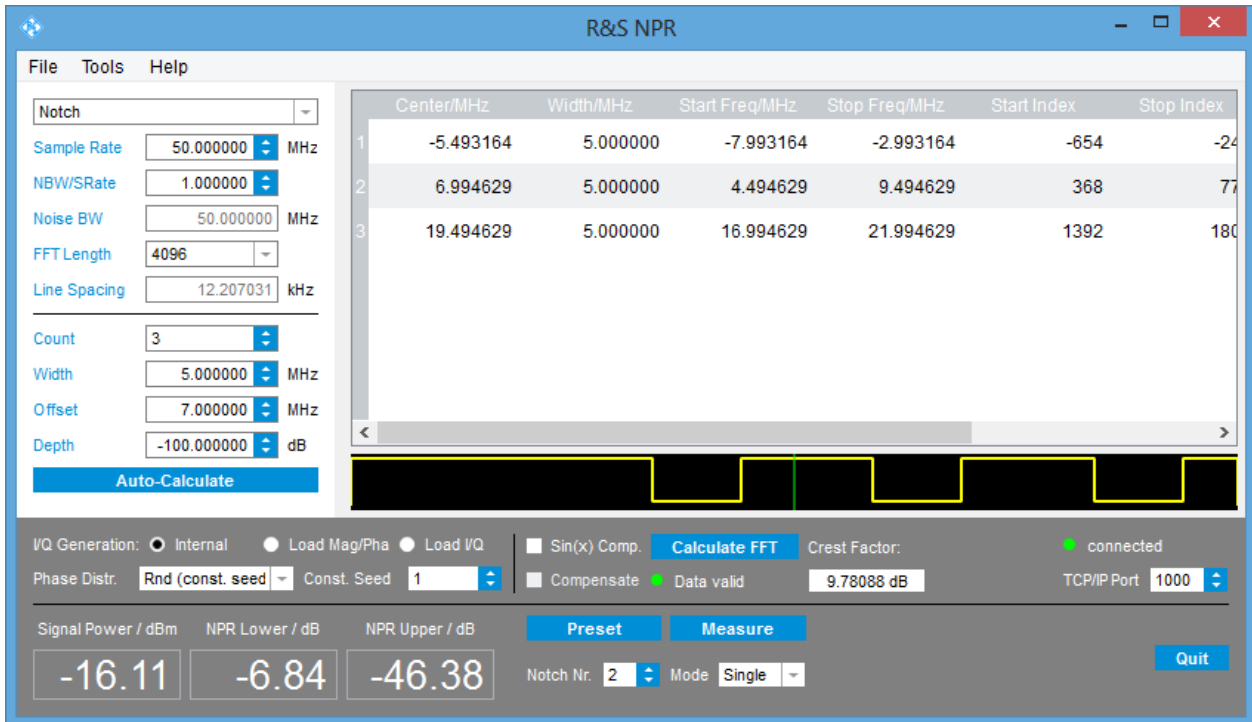 R&S NPR
File Tools Help
Notch
Sample Rate 50.000000 MHz
NBW/SRate 1.000000
Noise BW 50.000000 MHz
FFT Length 4096
Line Spacing 12.207031 kHz
Count 3
Width 5.000000 MHz
Offset 7.000000 MHz
Depth -100.000000 dB
Auto-Calculate
Center/MHz Width/MHz Start Freq/MHz Stop Freq/MHz Start Index Stop Index
1 -5.493164 5.000000 -7.993164 -2.993164 -654 -24
2 6.994629 5.000000 4.494629 9.494629 368 77
3 19.494629 5.000000 16.994629 21.994629 1392 180
I/Q Generation: Internal Load Mag/Pha Load I/Q
Phase Distr. Rnd (const. seed Const. Seed 1
Sin(x) Comp. Calculate FFT Crest Factor: connected
Compensate Data valid 9.78088 dB TCP/IP Port 1000
Signal Power / dBm NPR Lower / dB NPR Upper / dB
-16.11 -6.84 -46.38
Preset Measure
Notch Nr. 2 Mode Single
Quit